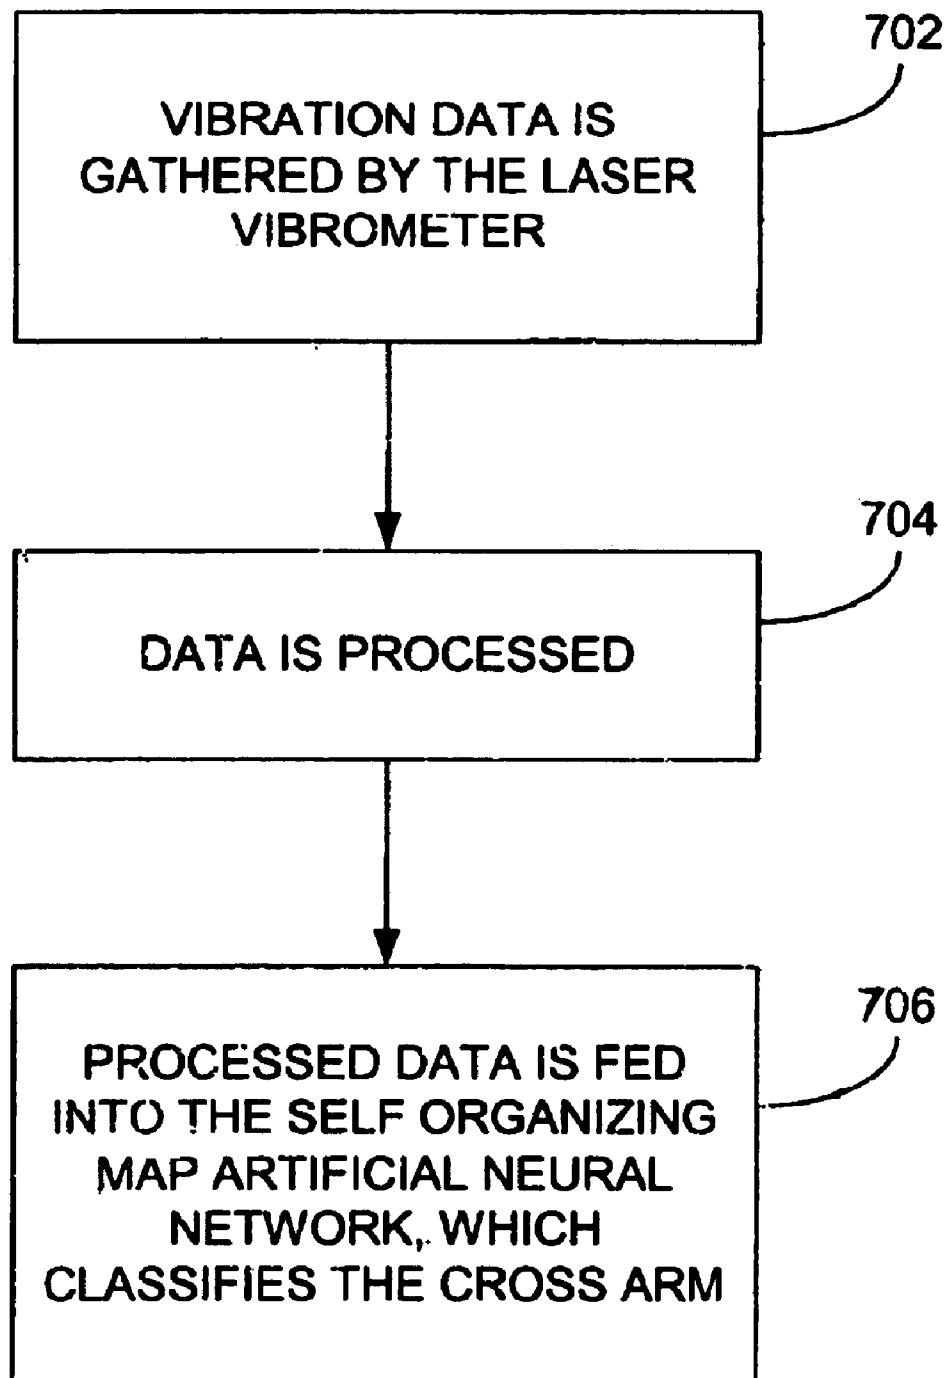 702
VIBRATION DATA IS
GATHERED BY THE LASER
VIBROMETER
704
DATA IS PROCESSED
706
PROCESSED DATA IS FED
INTO THE SELF ORGANIZING
MAP ARTIFICIAL NEURAL
NETWORK, WHICH
CLASSIFIES THE CROSS ARM